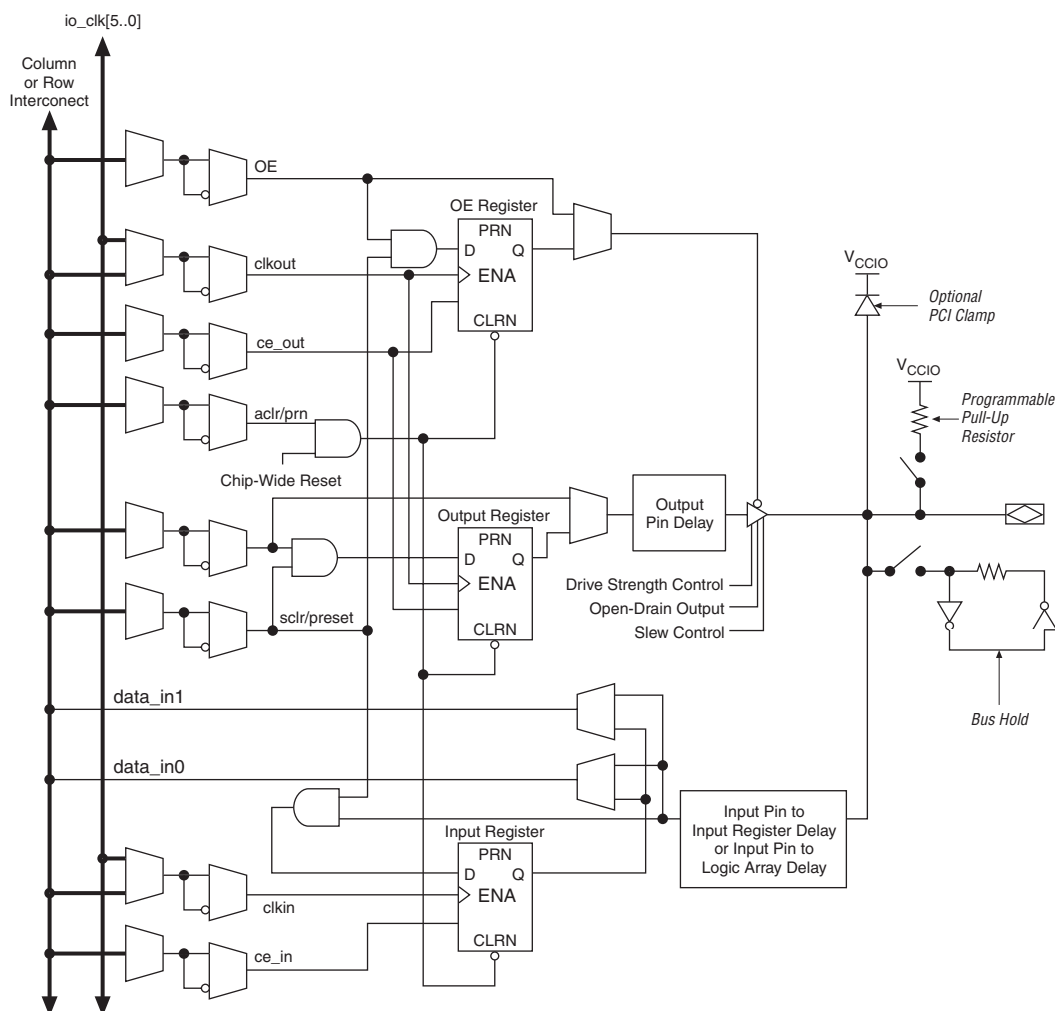 io_clk[5..0]
Column
or Row
Interconect
OE
OE Register
PRN
D
Q
ENA
CLRN
clkout
ce_out
aclr/prn
Chip-Wide Reset
VCCIO
Optional
PCI Clamp
VCCIO
Programmable
Pull-Up
Resistor
Output Register
PRN
D
Q
ENA
CLRN
Output
Pin Delay
Drive Strength Control
Open-Drain Output
Slew Control
sclr/preset
Bus Hold
data_in1
data_in0
Input Pin to
Input Register Delay
or Input Pin to
Logic Array Delay
Input Register
PRN
D
Q
ENA
CLRN
clkin
ce_in